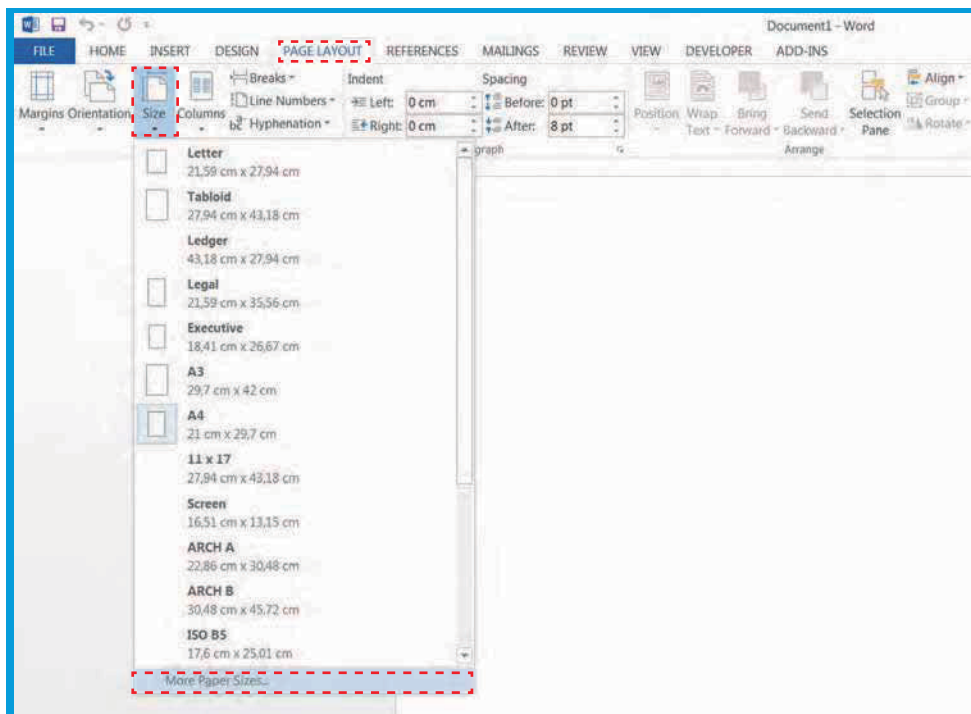 Document1 - Word
FILE HOME INSERT DESIGN PAGE LAYOUT REFERENCES MAILINGS REVIEW VIEW DEVELOPER ADD-INS
Breaks Indent Spacing Align
Line Numbers Left: 0 cm Before: 0 pt Group
Margins Orientation Size Columns Position Wrap Bring Send Selection
Hyphenation Right: 0 cm After: 8 pt Text Forward Backward Pane Rotate
graph Arrange
Letter
21,59 cm x 27,94 cm
Tabloid
27,94 cm x 43,18 cm
Ledger
43,18 cm x 27,94 cm
Legal
21,59 cm x 35,56 cm
Executive
18,41 cm x 26,67 cm
A3
29,7 cm x 42 cm
A4
21 cm x 29,7 cm
11 x 17
27,94 cm x 43,18 cm
Screen
16,51 cm x 13,15 cm
ARCH A
22,86 cm x 30,48 cm
ARCH B
30,48 cm x 45,72 cm
ISO B5
17,6 cm x 25,01 cm
More Paper Sizes...